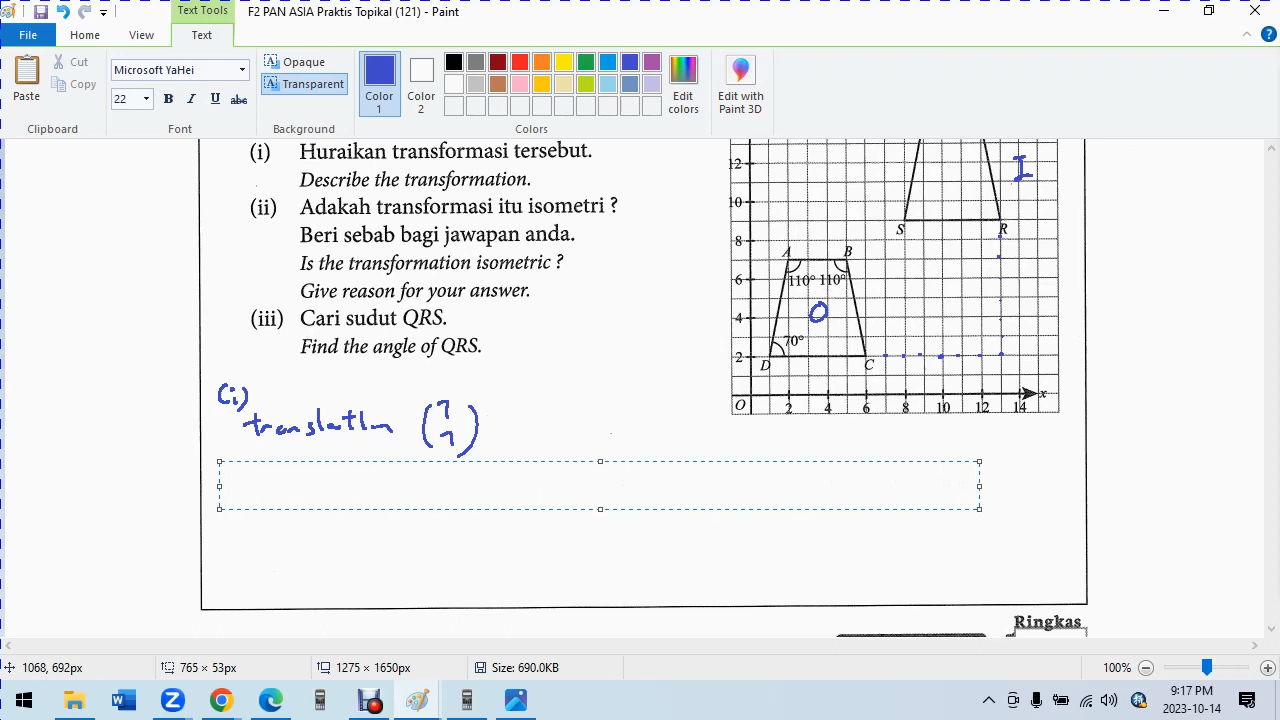 F2 PAN ASIA Praktis Topikal (121) - Paint
Text Tools
File Home View Text
Paste
Cut
Copy
Clipboard
Microsoft YaHei
22
B I U abc
Font
Opaque
Transparent
Background
Color 1
Color 2
Colors
Edit colors
Edit with Paint 3D
(i) Huraikan transformasi tersebut.
Describe the transformation.
(ii) Adakah transformasi itu isometri ?
Beri sebab bagi jawapan anda.
Is the transformation isometric ?
Give reason for your answer.
(iii) Cari sudut QRS.
Find the angle of QRS.
12
10
8
6
4
2
O 2 4 6 8 10 12 14 x
I
S R
A B
110° 110°
O
70°
D C
(i)
translation (7
7)
Ringkas
1068, 692px
765 × 53px
1275 × 1650px
Size: 690.0KB
100%
9:17 PM
2023-10-14